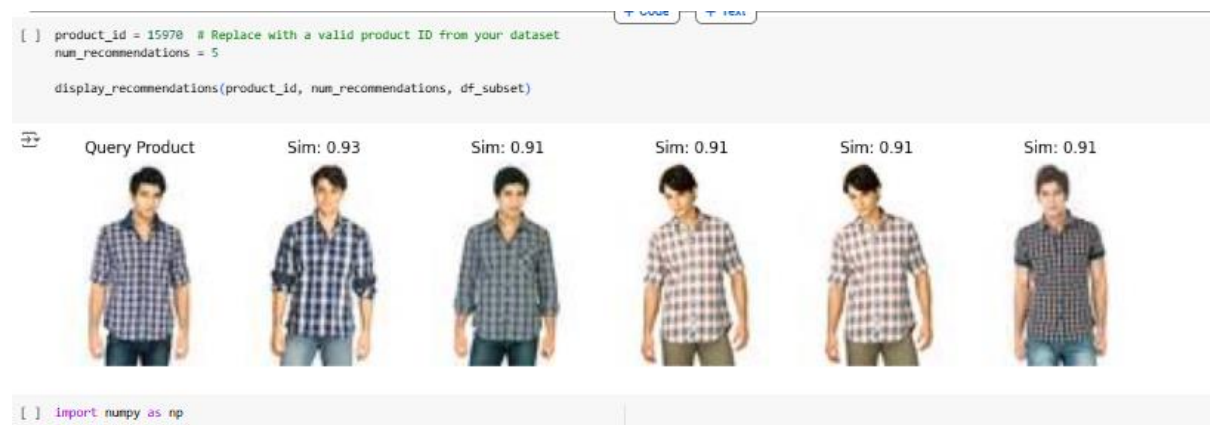 + Code + Text
[ ] product_id = 15970 # Replace with a valid product ID from your dataset
num_recommendations = 5
display_recommendations(product_id, num_recommendations, df_subset)
Query Product Sim: 0.93 Sim: 0.91 Sim: 0.91 Sim: 0.91 Sim: 0.91
[ ] import numpy as np